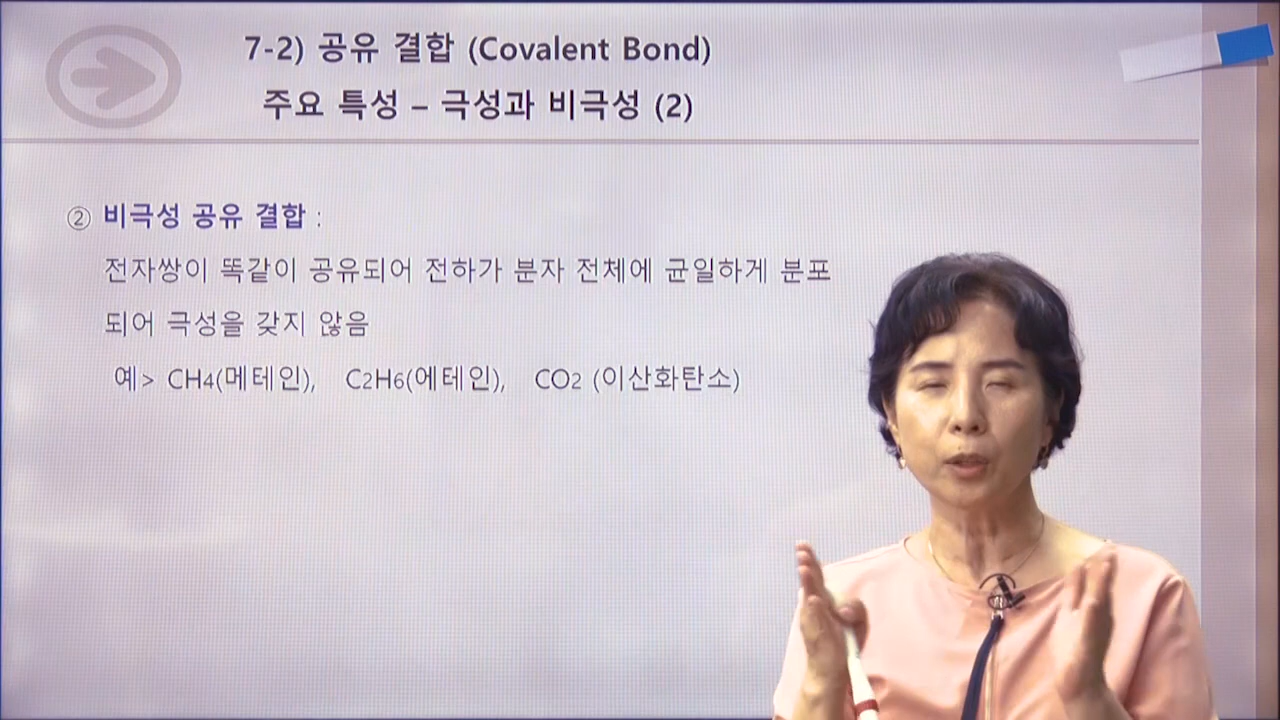 7-2) 공유 결합 (Covalent Bond)
주요 특성 – 극성과 비극성 (2)
② 비극성 공유 결합 :
전자쌍이 똑같이 공유되어 전하가 분자 전체에 균일하게 분포
되어 극성을 갖지 않음
예> CH4(메테인), C2H6(에테인), CO2 (이산화탄소)